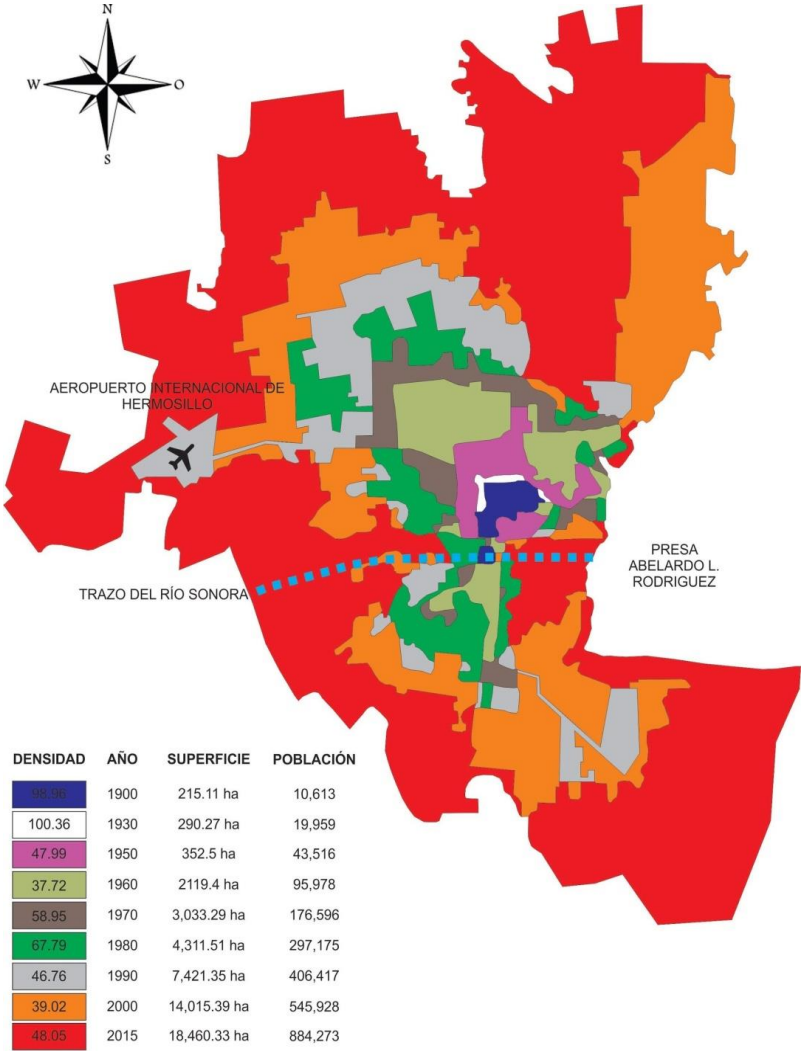 N
W
O
S
AEROPUERTO INTERNACIONAL DE
HERMOSILLO
PRESA
ABELARDO L.
RODRIGUEZ
TRAZO DEL RÍO SONORA
DENSIDAD AÑO SUPERFICIE POBLACIÓN
98.96 1900 215.11 ha 10,613
100.36 1930 290.27 ha 19,959
47.99 1950 352.5 ha 43,516
37.72 1960 2119.4 ha 95,978
58.95 1970 3,033.29 ha 176,596
67.79 1980 4,311.51 ha 297,175
46.76 1990 7,421.35 ha 406,417
39.02 2000 14,015.39 ha 545,928
48.05 2015 18,460.33 ha 884,273